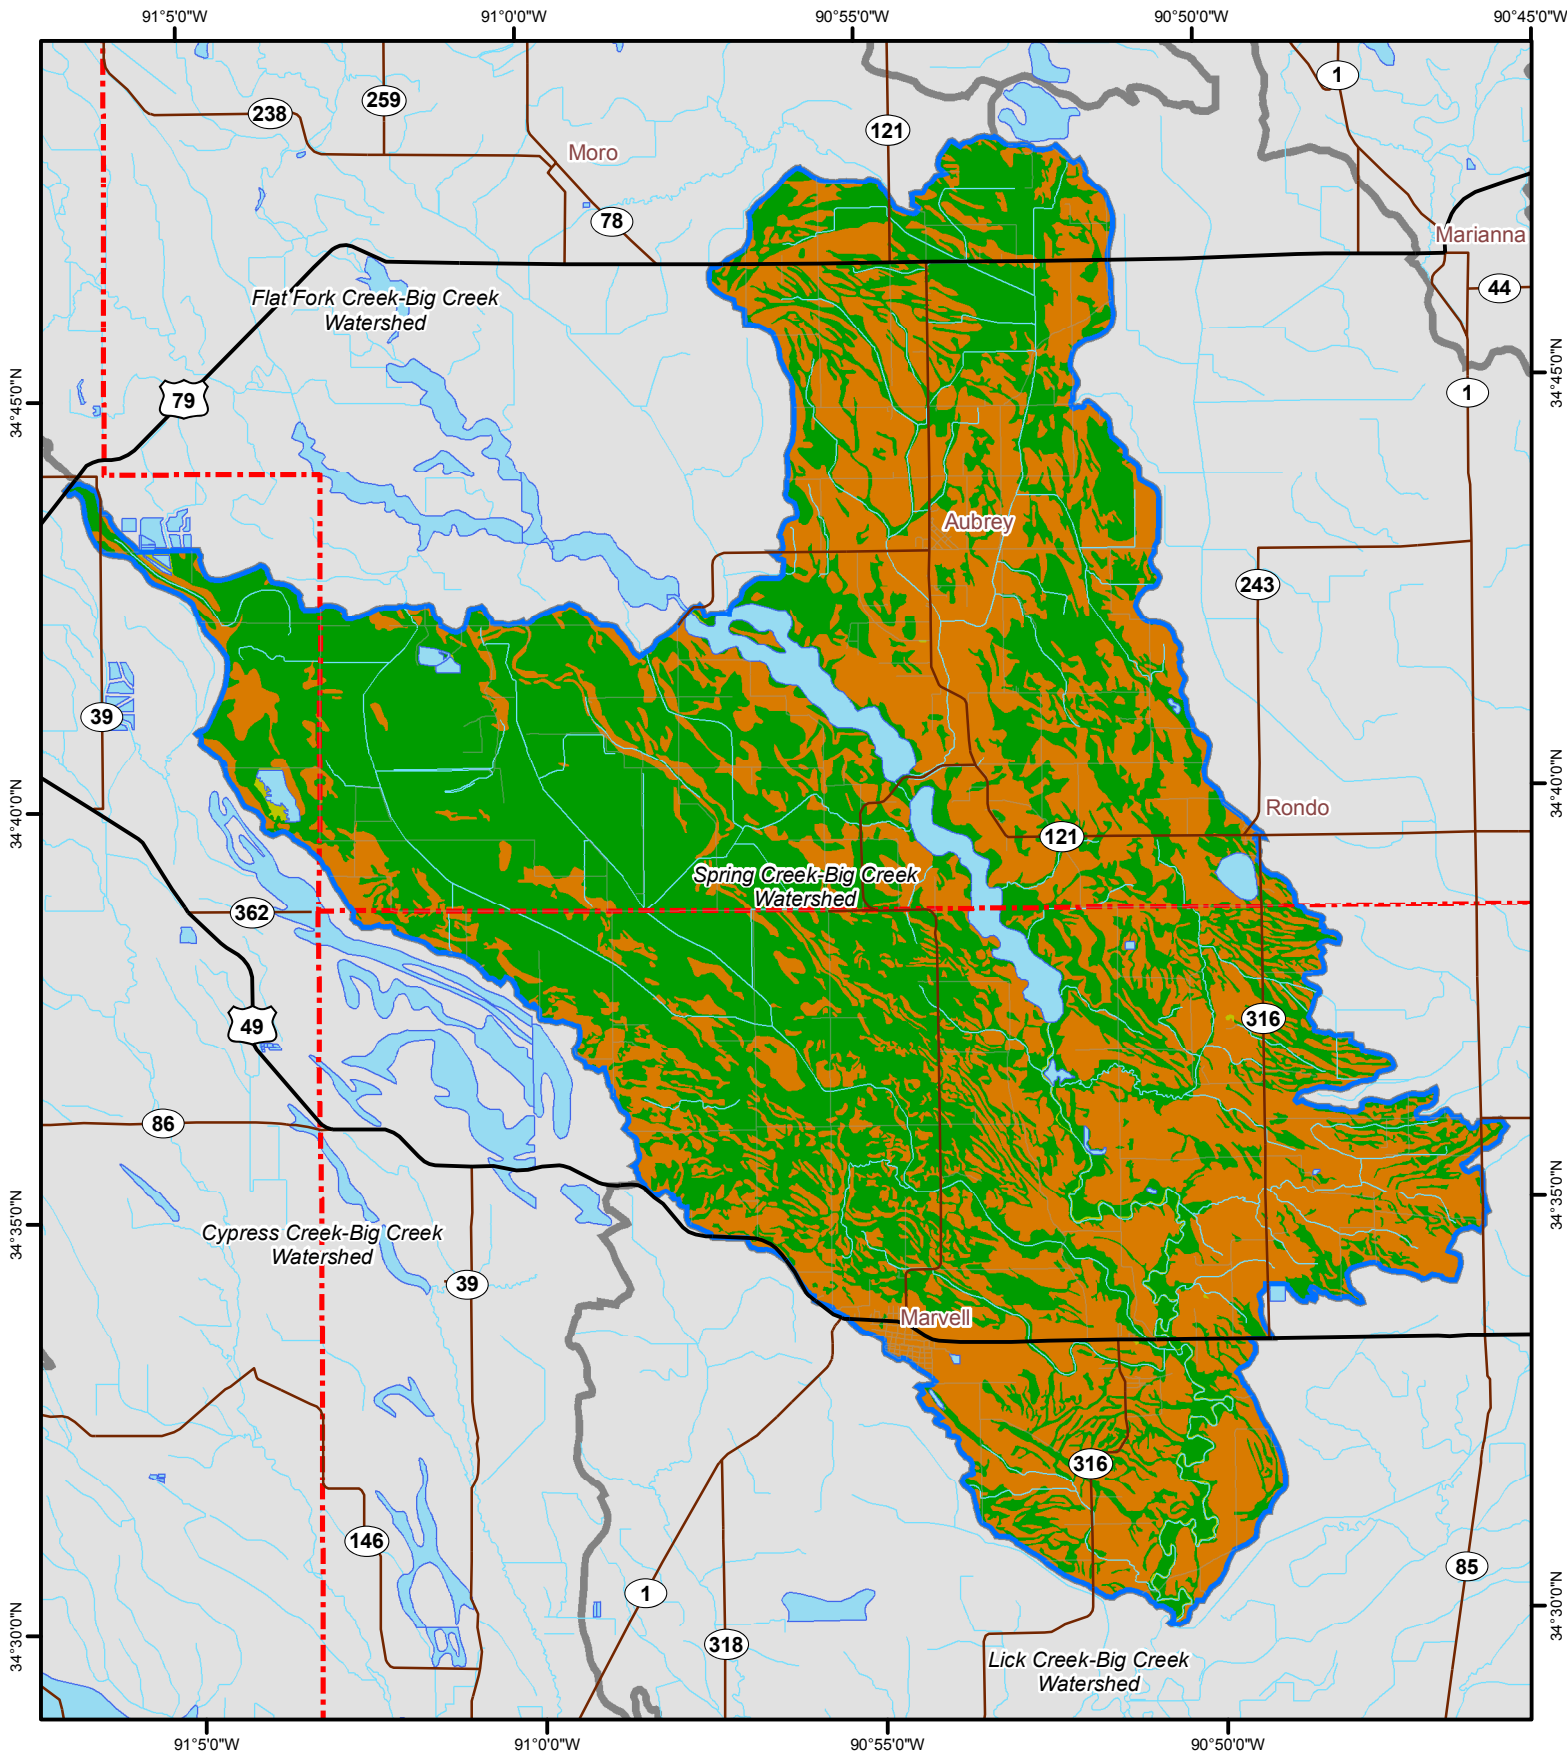 91°5'0"W
91°0'0"W
90°55'0"W
90°50'0"W
90°45'0"W
1
259
238
121
Moro
78
Marianna
44
Flat Fork Creek-Big Creek
Watershed
34°45'0"N
34°45'0"N
79
1
Aubrey
243
39
34°40'0"N
34°40'0"N
Rondo
121
Spring Creek-Big Creek
Watershed
362
49
316
86
34°35'0"N
34°35'0"N
Cypress Creek-Big Creek
Watershed
39
Marvell
316
146
85
1
34°30'0"N
34°30'0"N
318
Lick Creek-Big Creek
Watershed
91°5'0"W
91°0'0"W
90°55'0"W
90°50'0"W